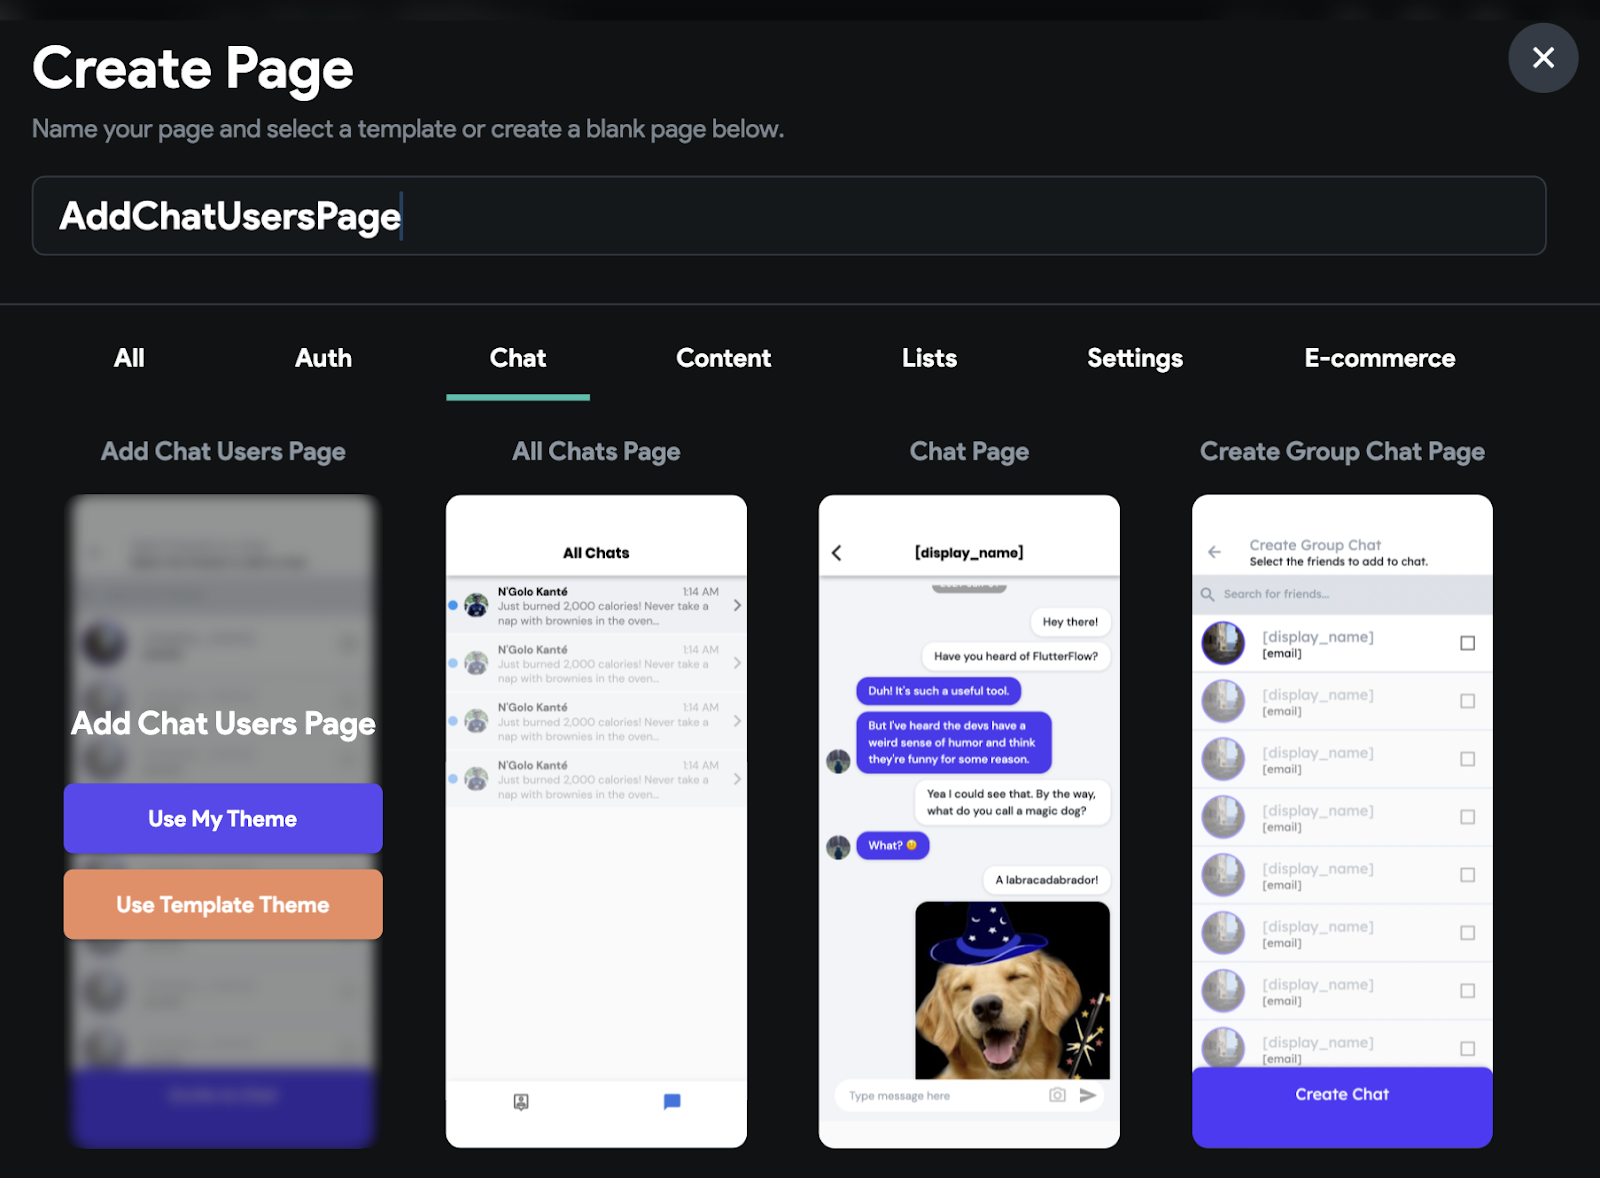 Create Page
Name your page and select a template or create a blank page below.
AddChatUsersPage
All
Auth
Chat
Content
Lists
Settings
E-commerce
Add Chat Users Page
Add Chat Users Page
Use My Theme
Use Template Theme
All Chats Page
All Chats
N'Golo Kanté
1:14 AM
Just burned 2,000 calories! Never take a
nap with brownies in the oven...
N'Golo Kanté
1:14 AM
Just burned 2,000 calories! Never take a
nap with brownies in the oven...
N'Golo Kanté
1:14 AM
Just burned 2,000 calories! Never take a
nap with brownies in the oven...
N'Golo Kanté
1:14 AM
Just burned 2,000 calories! Never take a
nap with brownies in the oven...
Chat Page
[display_name]
Hey there!
Have you heard of FlutterFlow?
Duh! It's such a useful tool.
But I've heard the devs have a
weird sense of humor and think
they're funny for some reason.
Yea I could see that. By the way,
what do you call a magic dog?
What?
A labracadabrador!
Type message here
Create Group Chat Page
Create Group Chat
Select the friends to add to chat.
Search for friends...
[display_name]
[email]
[display_name]
[email]
[display_name]
[email]
[display_name]
[email]
[display_name]
[email]
[display_name]
[email]
[display_name]
[email]
[display_name]
[email]
Create Chat